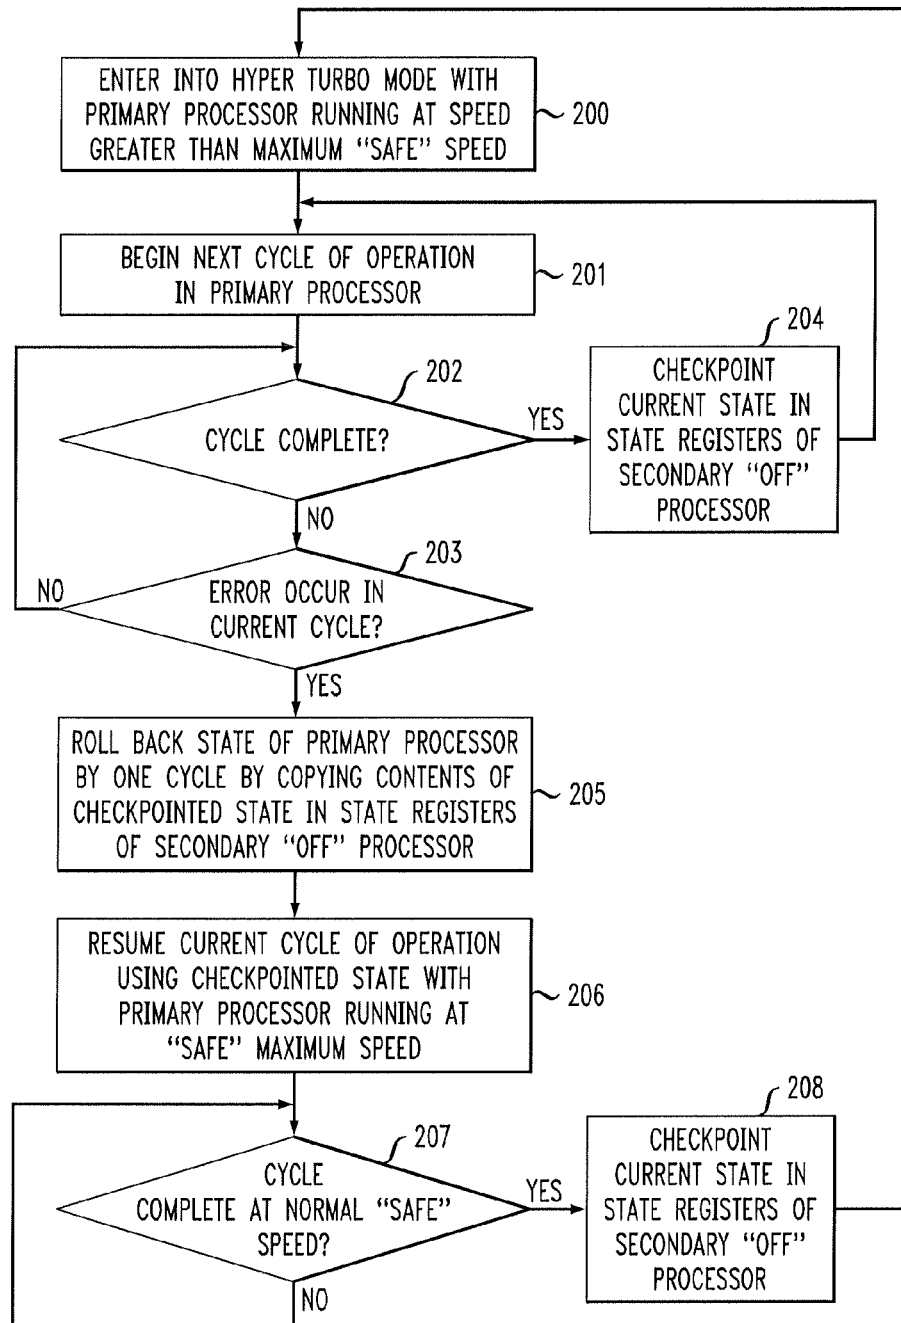 ENTER INTO HYPER TURBO MODE WITH
PRIMARY PROCESSOR RUNNING AT SPEED
GREATER THAN MAXIMUM “SAFE” SPEED
200
BEGIN NEXT CYCLE OF OPERATION
IN PRIMARY PROCESSOR
201
202
CYCLE COMPLETE?
YES
NO
204
CHECKPOINT
CURRENT STATE IN
STATE REGISTERS OF
SECONDARY “OFF”
PROCESSOR
203
ERROR OCCUR IN
CURRENT CYCLE?
NO
YES
ROLL BACK STATE OF PRIMARY PROCESSOR
BY ONE CYCLE BY COPYING CONTENTS OF
CHECKPOINTED STATE IN STATE REGISTERS
OF SECONDARY “OFF” PROCESSOR
205
RESUME CURRENT CYCLE OF OPERATION
USING CHECKPOINTED STATE WITH
PRIMARY PROCESSOR RUNNING AT
“SAFE” MAXIMUM SPEED
206
207
CYCLE
COMPLETE AT NORMAL “SAFE”
SPEED?
YES
NO
208
CHECKPOINT
CURRENT STATE IN
STATE REGISTERS OF
SECONDARY “OFF”
PROCESSOR